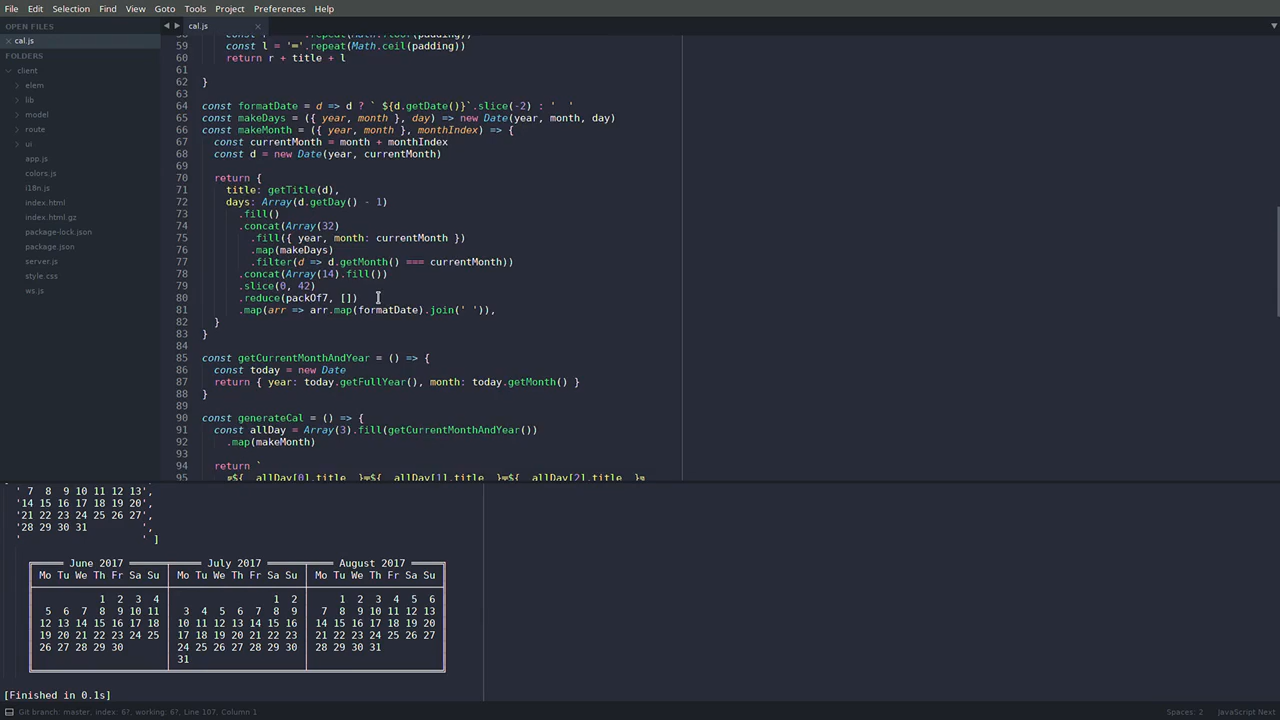 File Edit Selection Find View Goto Tools Project Preferences Help
OPEN FILES
× cal.js
FOLDERS
client
elem
lib
model
route
ui
app.js
colors.js
i18n.js
index.html
index.html.gz
package-lock.json
package.json
server.js
style.css
ws.js
cal.js ×
59 const l = '═'.repeat(Math.ceil(padding))
60 return r + title + l
61
62 }
63
64 const formatDate = d => d ? ` ${d.getDate()}`.slice(-2) : '  '
65 const makeDays = ({ year, month }, day) => new Date(year, month, day)
66 const makeMonth = ({ year, month }, monthIndex) => {
67 const currentMonth = month + monthIndex
68 const d = new Date(year, currentMonth)
69
70 return {
71 title: getTitle(d),
72 days: Array(d.getDay() - 1)
73 .fill()
74 .concat(Array(32)
75 .fill({ year, month: currentMonth })
76 .map(makeDays)
77 .filter(d => d.getMonth() === currentMonth))
78 .concat(Array(14).fill())
79 .slice(0, 42)
80 .reduce(packOf7, [])
81 .map(arr => arr.map(formatDate).join(' ')),
82 }
83 }
84
85 const getCurrentMonthAndYear = () => {
86 const today = new Date
87 return { year: today.getFullYear(), month: today.getMonth() }
88 }
89
90 const generateCal = () => {
91 const allDay = Array(3).fill(getCurrentMonthAndYear())
92 .map(makeMonth)
93
94 return `
95 ╔${ allDay[0].title }╤${ allDay[1].title }╤${ allDay[2].title }╗
' 7  8  9 10 11 12 13',
'14 15 16 17 18 19 20',
'21 22 23 24 25 26 27',
'28 29 30 31         ',
'                    ' ]
June 2017 July 2017 August 2017
Mo Tu We Th Fr Sa Su Mo Tu We Th Fr Sa Su Mo Tu We Th Fr Sa Su
1 2 3 4 1 2 1 2 3 4 5 6
5 6 7 8 9 10 11 3 4 5 6 7 8 9 7 8 9 10 11 12 13
12 13 14 15 16 17 18 10 11 12 13 14 15 16 14 15 16 17 18 19 20
19 20 21 22 23 24 25 17 18 19 20 21 22 23 21 22 23 24 25 26 27
26 27 28 29 30 24 25 26 27 28 29 30 28 29 30 31
31
[Finished in 0.1s]
Git branch: master, index: 6?, working: 6?, Line 107, Column 1
Spaces: 2 JavaScript Next